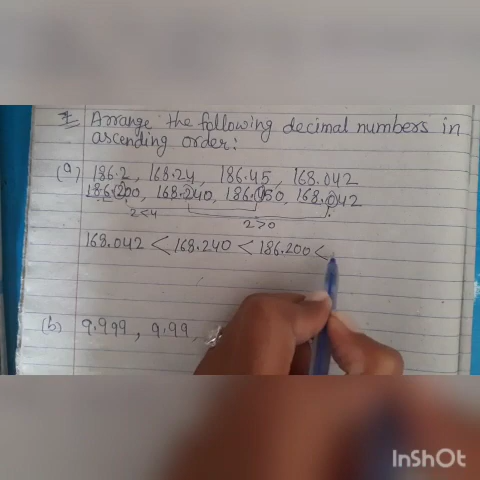 7. Arrange the following decimal numbers in
ascending order:
(a) 186.2, 168.24, 186.45, 168.042
186.200, 168.240, 186.450, 168.042
2<4
2>0
168.042 < 168.240 < 186.200 <
(b) 9.999, 9.99,
InShOt